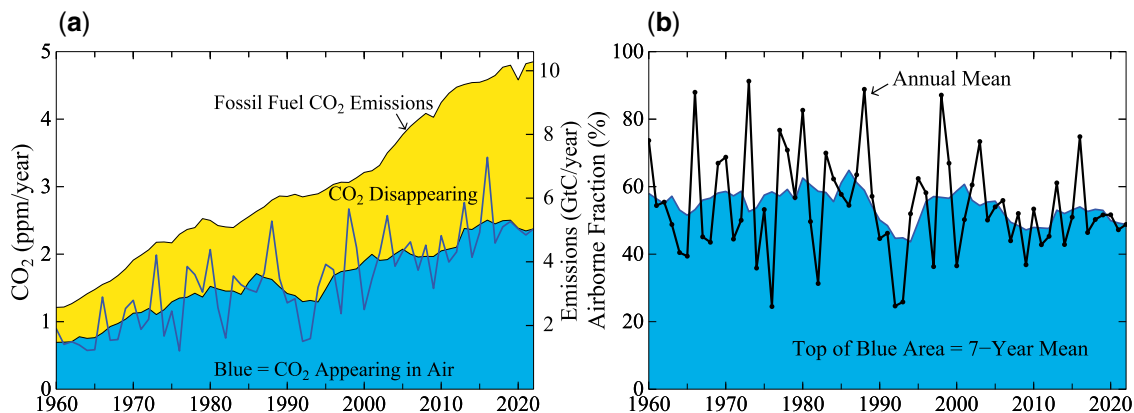 (a)
5
4
3
2
1
0
CO₂ (ppm/year)
Fossil Fuel CO₂ Emissions
CO₂ Disappearing
Blue = CO₂ Appearing in Air
10
8
6
4
2
Emissions (GtC/year)
1960 1970 1980 1990 2000 2010 2020
(b)
100
80
60
40
20
0
Airborne Fraction (%)
Annual Mean
Top of Blue Area = 7−Year Mean
1960 1970 1980 1990 2000 2010 2020